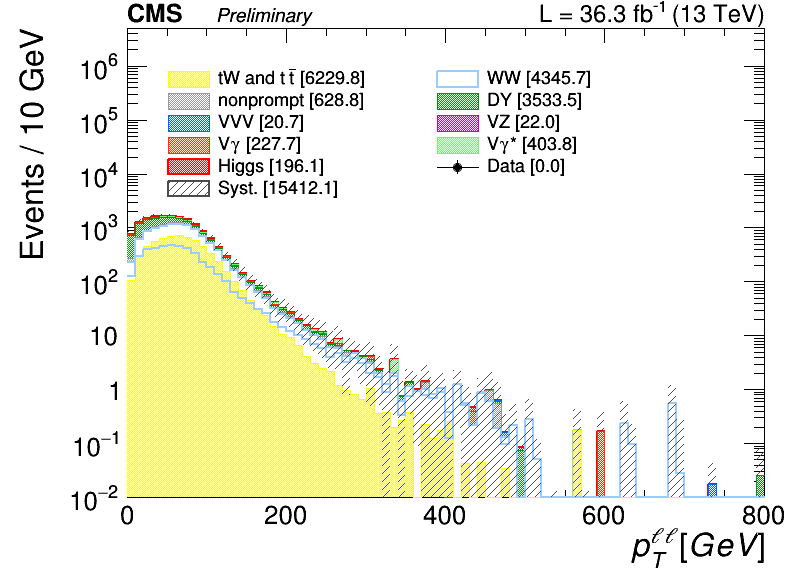 CMS Preliminary L = 36.3 fb⁻¹ (13 TeV)
Events / 10 GeV
10⁶
10⁵
10⁴
10³
10²
10
1
10⁻¹
10⁻²
tW and tt̄ [6229.8]
nonprompt [628.8]
VVV [20.7]
Vγ [227.7]
Higgs [196.1]
Syst. [15412.1]
WW [4345.7]
DY [3533.5]
VZ [22.0]
Vγ* [403.8]
Data [0.0]
0 200 400 600 800
p_T^ℓℓ [GeV]